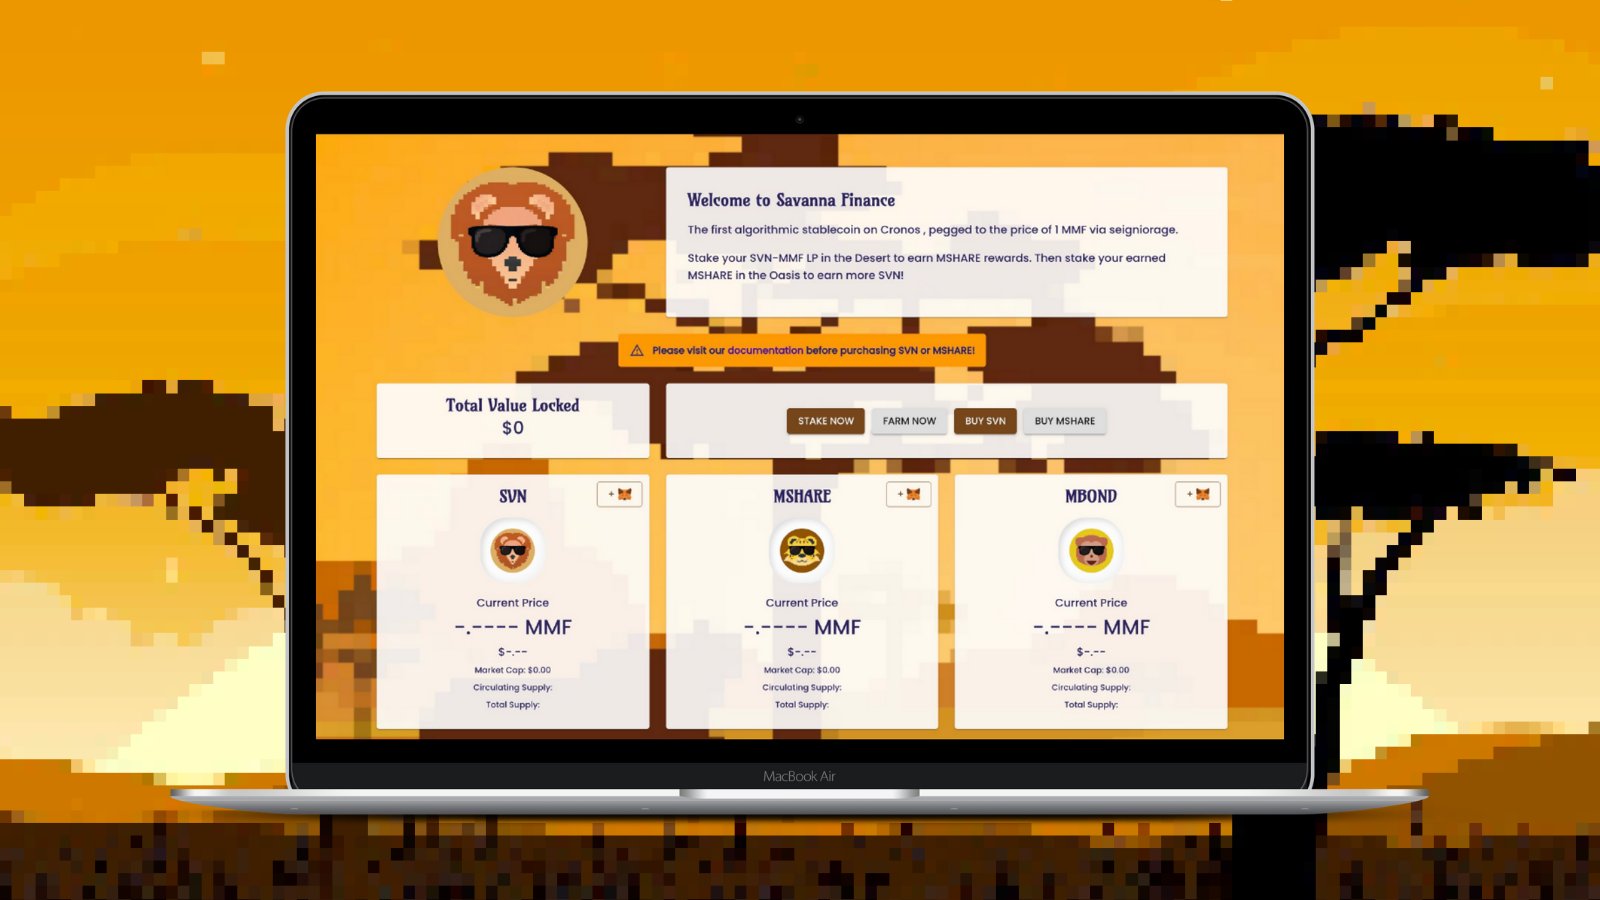 Welcome to Savanna Finance
The first algorithmic stablecoin on Cronos , pegged to the price of 1 MMF via seigniorage.
Stake your SVN-MMF LP in the Desert to earn MSHARE rewards. Then stake your earned
MSHARE in the Oasis to earn more SVN!
Please visit our documentation before purchasing SVN or MSHARE!
Total Value Locked
$0
STAKE NOW
FARM NOW
BUY SVN
BUY MSHARE
SVN
+
Current Price
-.---- MMF
$-.--
Market Cap: $0.00
Circulating Supply:
Total Supply:
MSHARE
+
Current Price
-.---- MMF
$-.--
Market Cap: $0.00
Circulating Supply:
Total Supply:
MBOND
+
Current Price
-.---- MMF
$-.--
Market Cap: $0.00
Circulating Supply:
Total Supply:
MacBook Air